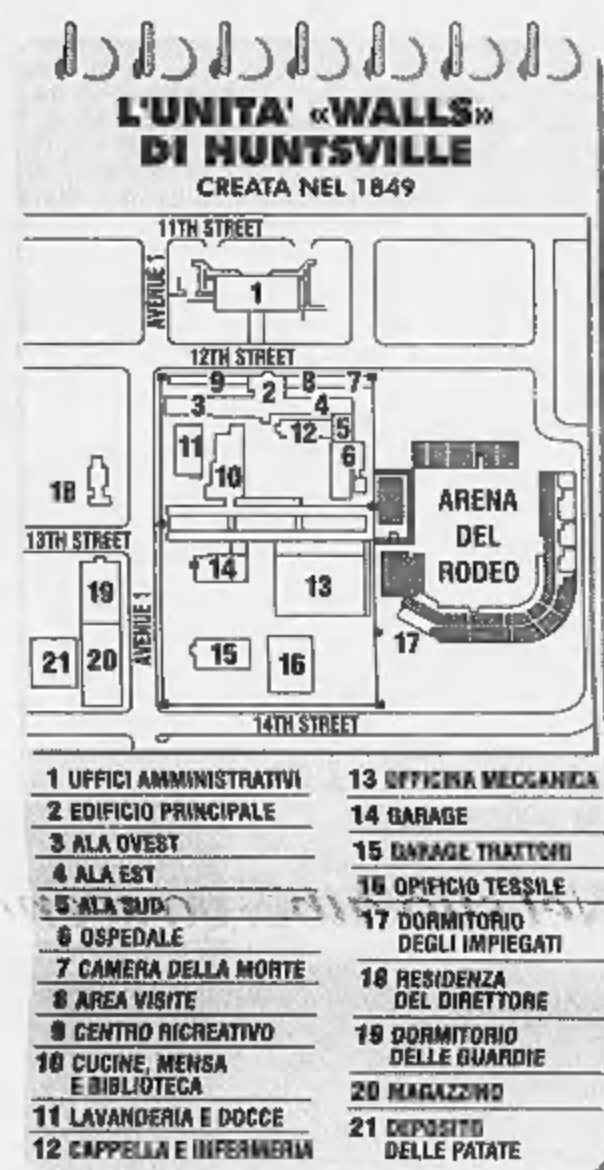 L'UNITA' «WALLS»
DI HUNTSVILLE
CREATA NEL 1849
11TH STREET
AVENUE 1
1
12TH STREET
9
2
8
7
3
4
12
5
11
10
6
18
ARENA
DEL
RODEO
13TH STREET
14
13
19
AVENUE 1
17
21
20
15
16
14TH STREET
1 UFFICI AMMINISTRATIVI
2 EDIFICIO PRINCIPALE
3 ALA OVEST
4 ALA EST
5 ALA SUD
6 OSPEDALE
7 CAMERA DELLA MORTE
8 AREA VISITE
9 CENTRO RICREATIVO
10 CUCINE, MENSA
E BIBLIOTECA
11 LAVANDERIA E DOCCE
12 CAPPELLA E INFERMERIA
13 OFFICINA MECCANICA
14 GARAGE
15 GARAGE TRATTORI
16 OPIFICIO TESSILE
17 DORMITORIO
DEGLI IMPIEGATI
18 RESIDENZA
DEL DIRETTORE
19 DORMITORIO
DELLE GUARDIE
20 MAGAZZINO
21 DEPOSITO
DELLE PATATE